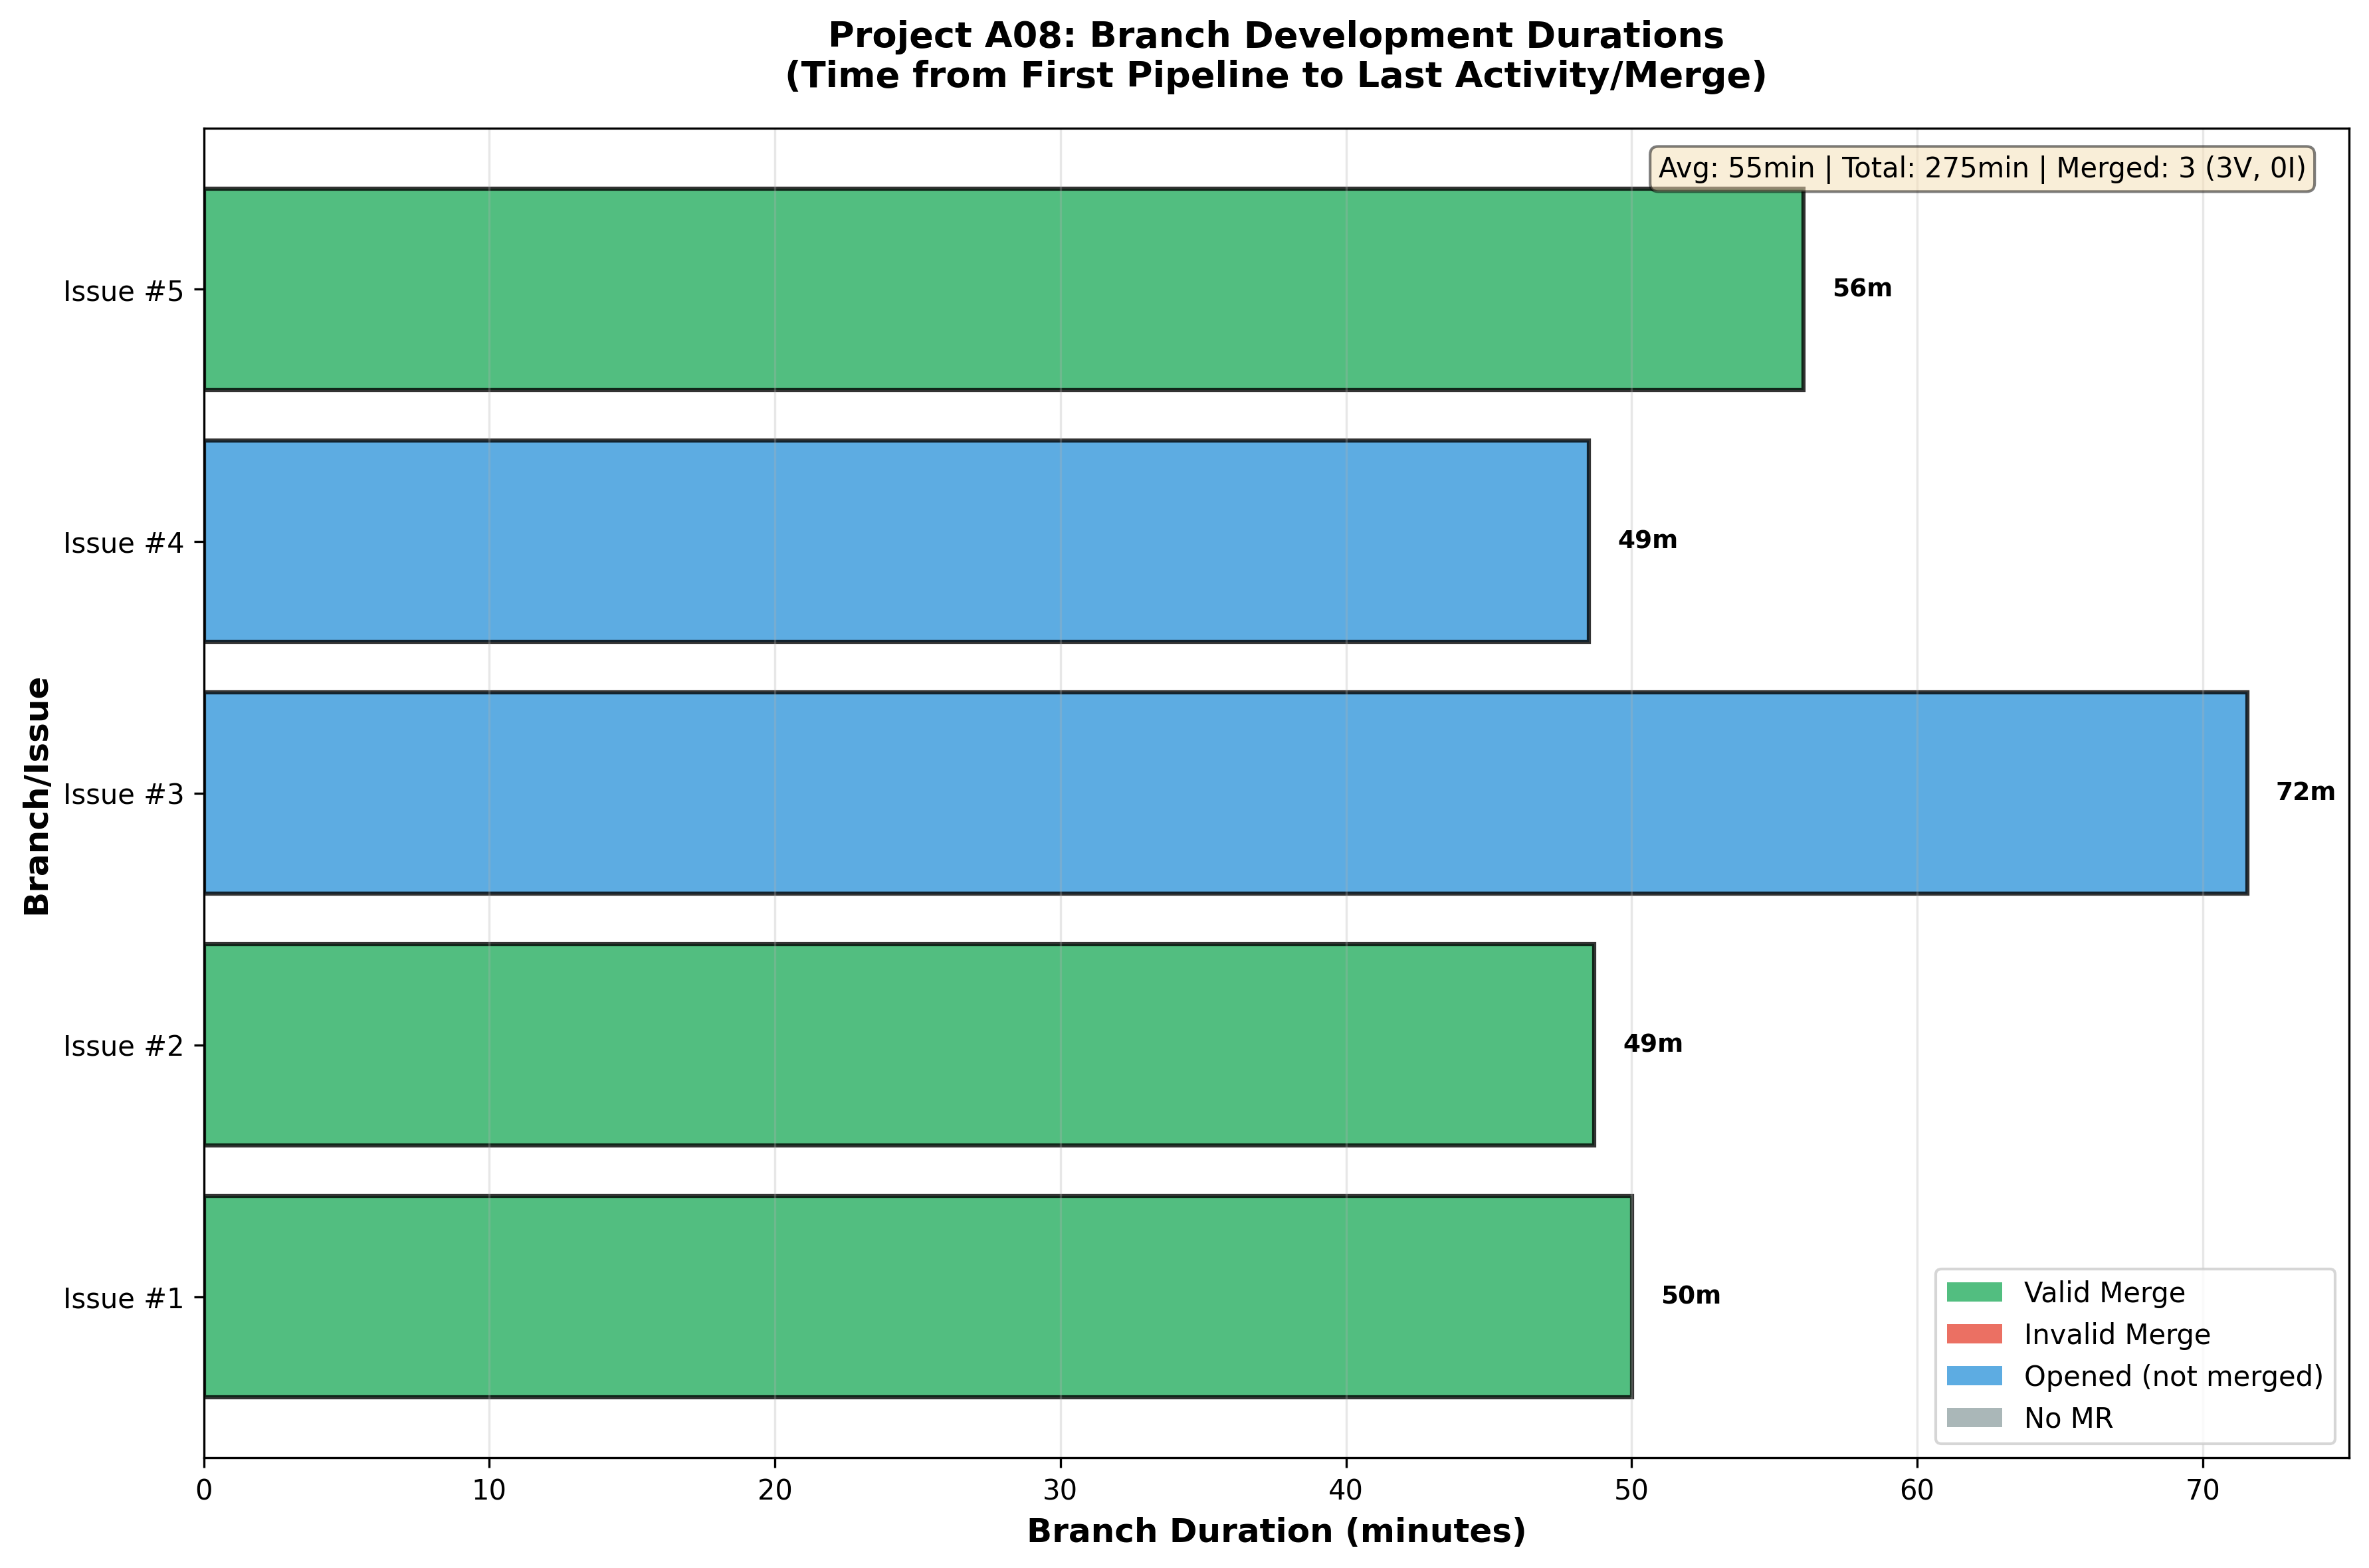 Project A08: Branch Development Durations
(Time from First Pipeline to Last Activity/Merge)
Avg: 55min | Total: 275min | Merged: 3 (3V, 0I)
Branch/Issue
Issue #5
56m
Issue #4
49m
Issue #3
72m
Issue #2
49m
Issue #1
50m
Valid Merge
Invalid Merge
Opened (not merged)
No MR
0 10 20 30 40 50 60 70
Branch Duration (minutes)